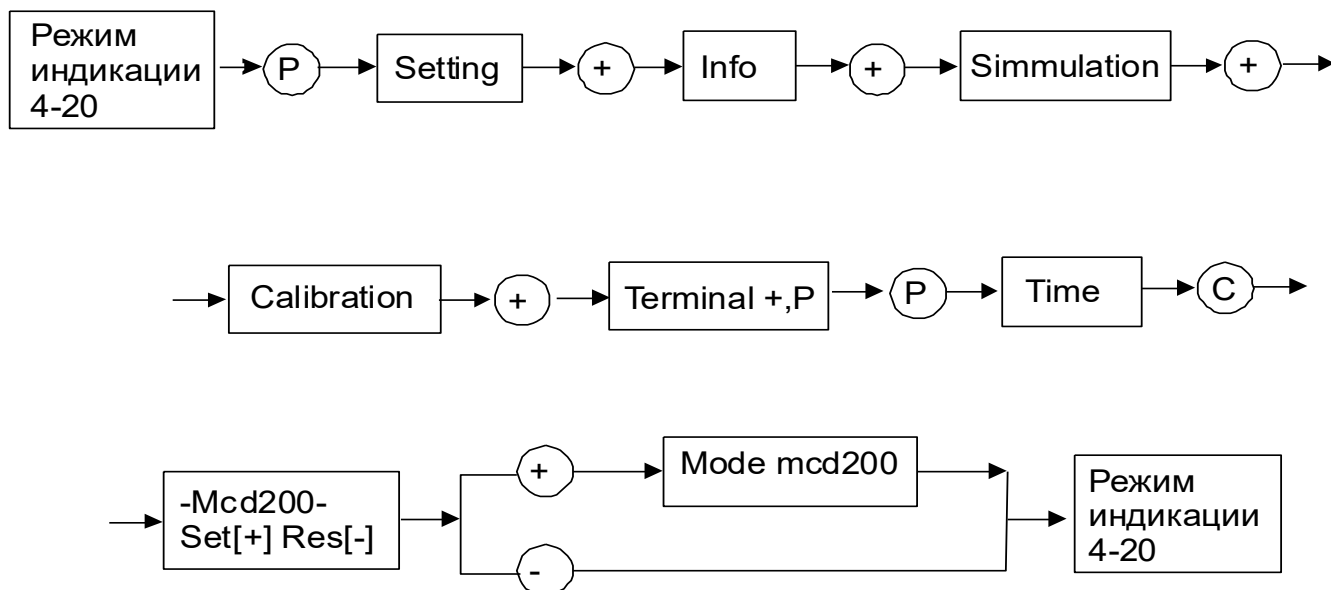 Режим
индикации
4-20
P
Setting
+
Info
+
Simmulation
+
Calibration
+
Terminal +,P
P
Time
C
-Mcd200-
Set[+] Res[-]
+
Mode mcd200
-
Режим
индикации
4-20